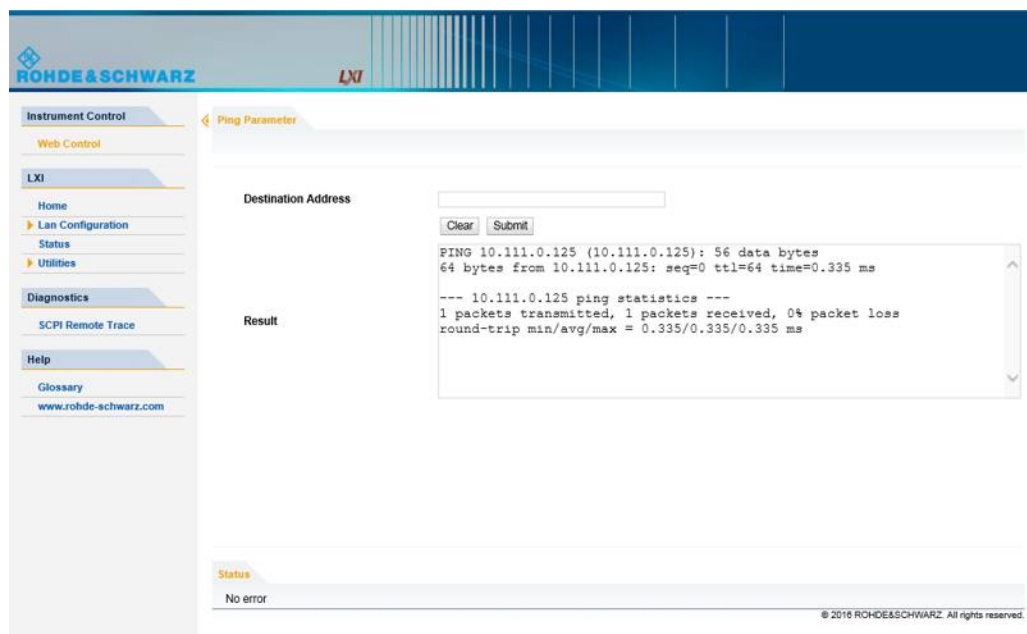 ROHDE&SCHWARZ
LXI
Instrument Control
Web Control
LXI
Home
Lan Configuration
Status
Utilities
Diagnostics
SCPI Remote Trace
Help
Glossary
www.rohde-schwarz.com
Ping Parameter
Destination Address
Clear Submit
Result
PING 10.111.0.125 (10.111.0.125): 56 data bytes
64 bytes from 10.111.0.125: seq=0 ttl=64 time=0.335 ms
--- 10.111.0.125 ping statistics ---
1 packets transmitted, 1 packets received, 0% packet loss
round-trip min/avg/max = 0.335/0.335/0.335 ms
Status
No error
© 2016 ROHDE&SCHWARZ. All rights reserved.